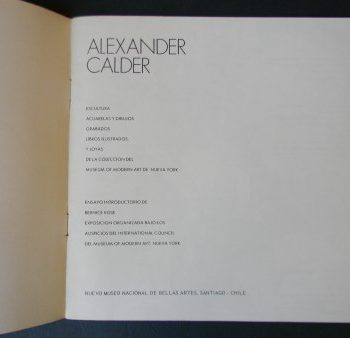 ALEXANDER
CALDER
ESCULTURA
ACUARELAS Y DIBUJOS
GRABADOS
LIBROS ILUSTRADOS
Y JOYAS
DE LA COLECCION DEL
MUSEUM OF MODERN ART DE NUEVA YORK
ENSAYO INTRODUCTORIO DE
BERNICE ROSE
EXPOSICION ORGANIZADA BAJO LOS
AUSPICIOS DEL INTERNATIONAL COUNCIL
DEL MUSEUM OF MODERN ART, NUEVA YORK
NUEVO MUSEO NACIONAL DE BELLAS ARTES, SANTIAGO - CHILE